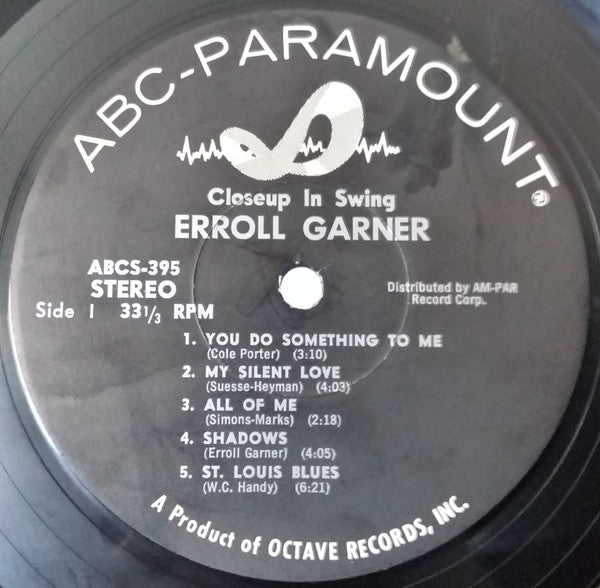 ABC-PARAMOUNT®
Closeup In Swing
ERROLL GARNER
ABCS-395
STEREO
Side 1 33⅓ RPM
Distributed by AM-PAR
Record Corp.
1. YOU DO SOMETHING TO ME
(Cole Porter) (3:10)
2. MY SILENT LOVE
(Suesse-Heyman) (4:03)
3. ALL OF ME
(Simons-Marks) (2:18)
4. SHADOWS
(Erroll Garner) (4:05)
5. ST. LOUIS BLUES
(W.C. Handy) (6:21)
A Product of OCTAVE RECORDS, INC.